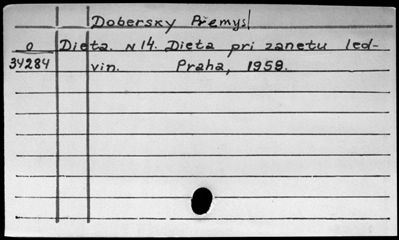 Dobersky Přemysl
0 Dieta. N 14. Dieta pri zanetu led-
34284 vin. Praha, 1958.